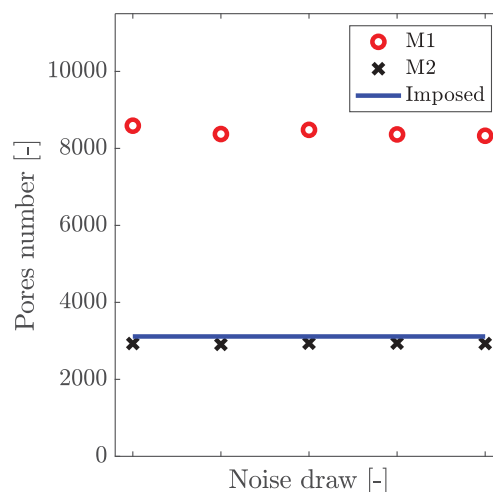 M1
M2
Imposed
10000
8000
6000
4000
2000
0
Pores number [-]
Noise draw [-]